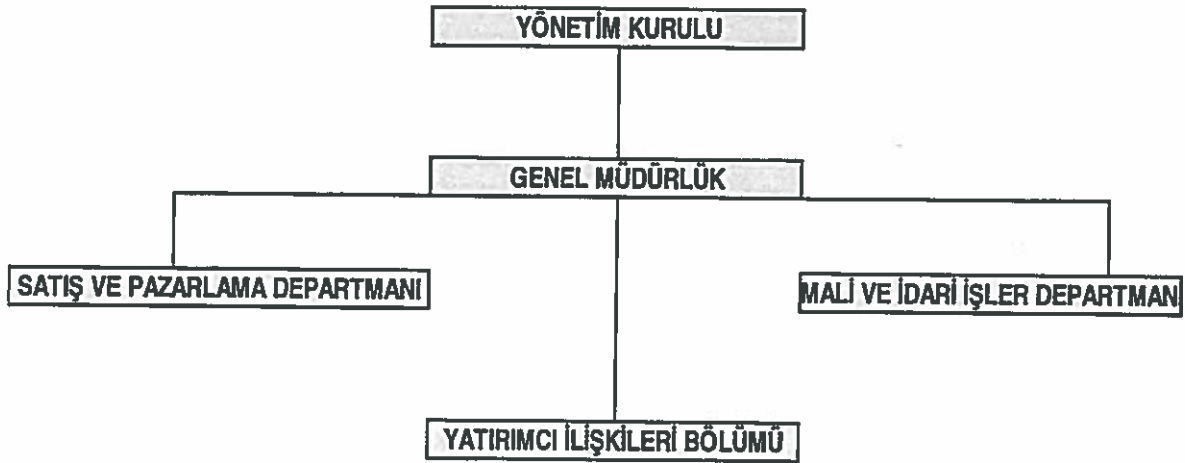 YÖNETİM KURULU
GENEL MÜDÜRLÜK
SATIŞ VE PAZARLAMA DEPARTMANI
MALİ VE İDARİ İŞLER DEPARTMAN
YATIRIMCI İLİŞKİLERİ BÖLÜMÜ